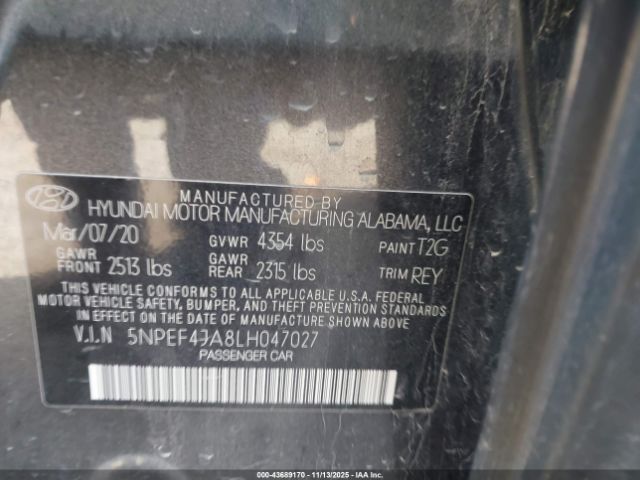 MANUFACTURED BY
HYUNDAI MOTOR MANUFACTURING ALABAMA, LLC
Mar/07/20 GVWR 4354 lbs PAINT T2G
GAWR FRONT 2513 lbs GAWR REAR 2315 lbs TRIM REY
THIS VEHICLE CONFORMS TO ALL APPLICABLE U.S.A. FEDERAL
MOTOR VEHICLE SAFETY, BUMPER, AND THEFT PREVENTION STANDARDS
IN EFFECT ON THE DATE OF MANUFACTURE SHOWN ABOVE
V.I.N 5NPEF4JA8LH047027
PASSENGER CAR
000-43689170 - 11/13/2025 - IAAI.COM